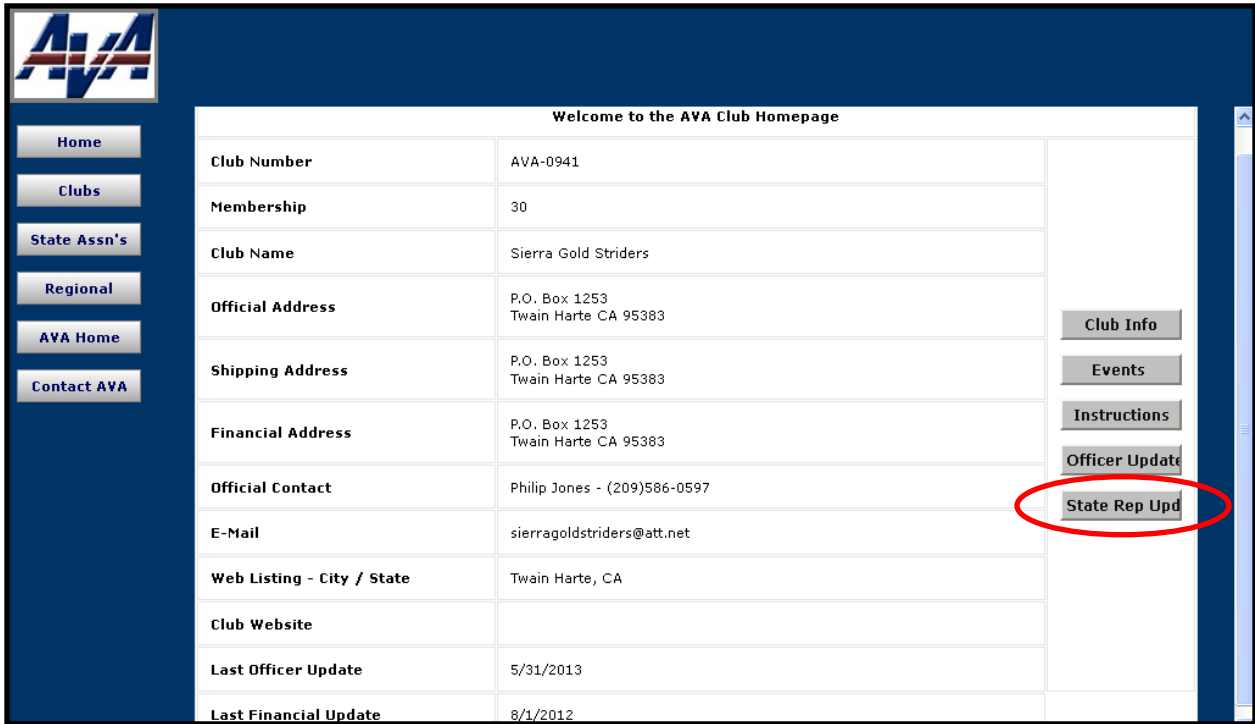 AVA
Home
Clubs
State Assn's
Regional
AVA Home
Contact AVA
Welcome to the AVA Club Homepage
Club Number AVA-0941
Membership 30
Club Name Sierra Gold Striders
Official Address P.O. Box 1253
Twain Harte CA 95383
Shipping Address P.O. Box 1253
Twain Harte CA 95383
Financial Address P.O. Box 1253
Twain Harte CA 95383
Official Contact Philip Jones - (209)586-0597
E-Mail sierragoldstriders@att.net
Web Listing - City / State Twain Harte, CA
Club Website
Last Officer Update 5/31/2013
Last Financial Update 8/1/2012
Club Info
Events
Instructions
Officer Update
State Rep Upd